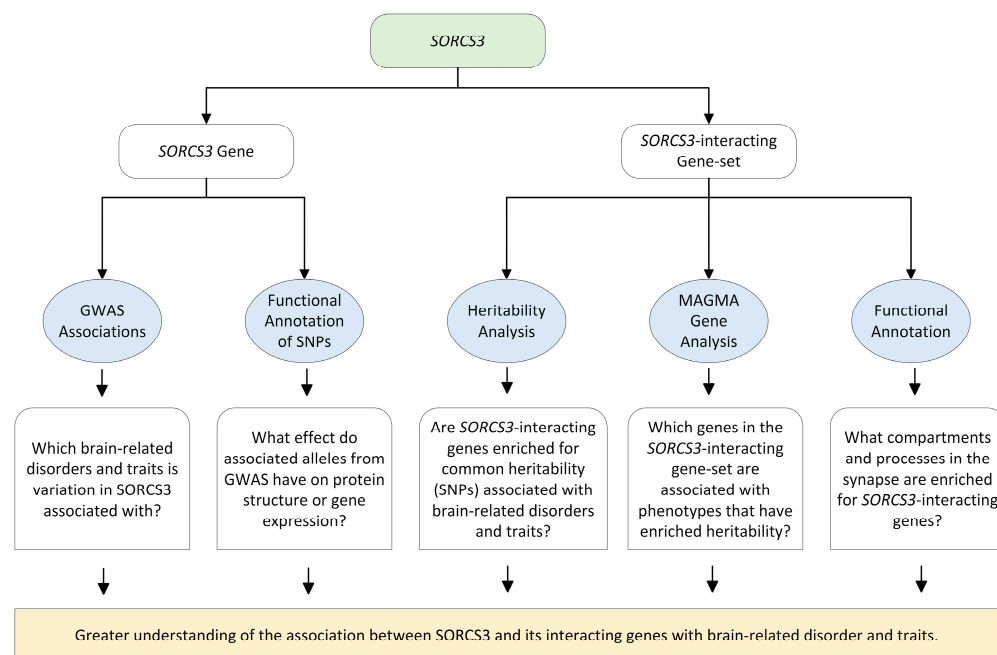 SORCS3
SORCS3 Gene
SORCS3-interacting
Gene-set
GWAS
Associations
Functional
Annotation
of SNPs
Heritability
Analysis
MAGMA
Gene
Analysis
Functional
Annotation
Which brain-related
disorders and traits is
variation in SORCS3
associated with?
What effect do
associated alleles from
GWAS have on protein
structure or gene
expression?
Are SORCS3-interacting
genes enriched for
common heritability
(SNPs) associated with
brain-related disorders
and traits?
Which genes in the
SORCS3-interacting
gene-set are
associated with
phenotypes that have
enriched heritability?
What compartments
and processes in the
synapse are enriched
for SORCS3-interacting
genes?
Greater understanding of the association between SORCS3 and its interacting genes with brain-related disorder and traits.